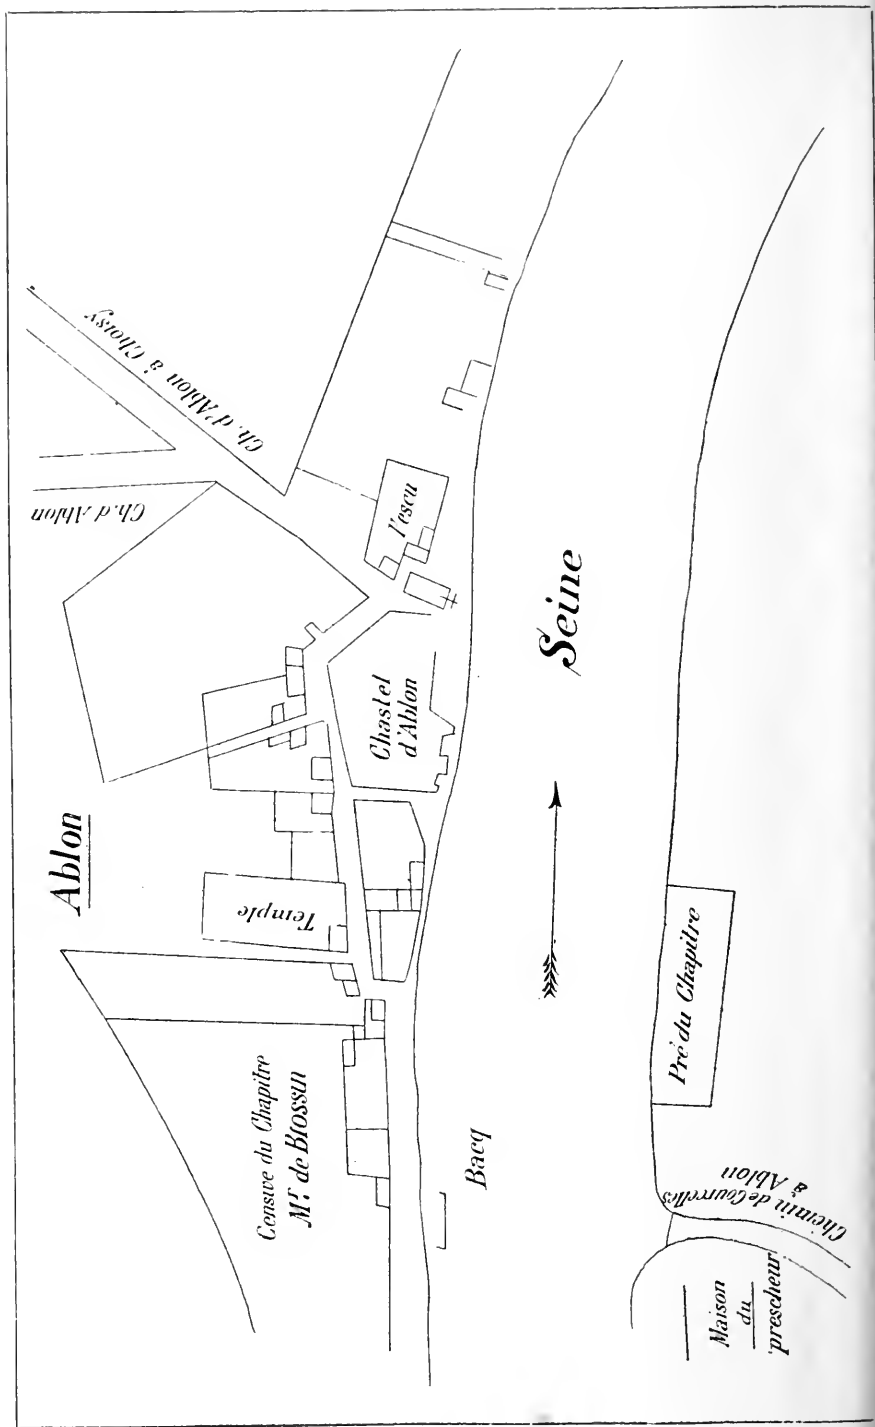 Ablon
Ch. d'Ablon à Choisy
Ch. d'Ablon
l'escu
Chastel
d'Ablon
Temple
Censive du Chapitre
Mr. de Blossin
Bacq
Seine
Pré du Chapitre
Chemin de Courcelles
à Ablon
Maison
du
prescheur